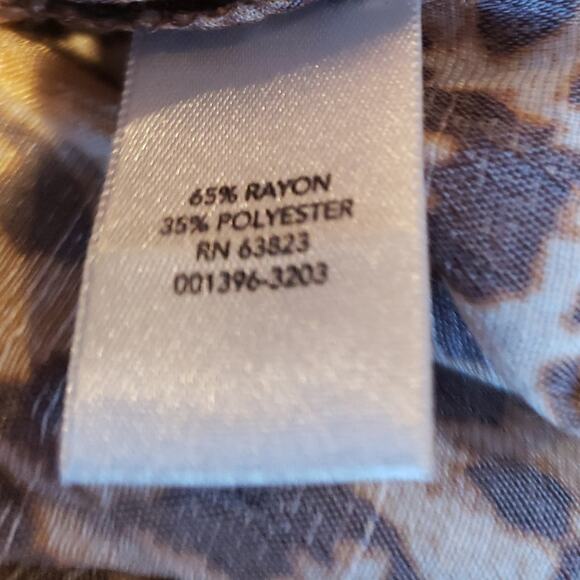 65% RAYON
35% POLYESTER
RN 63823
001396-3203